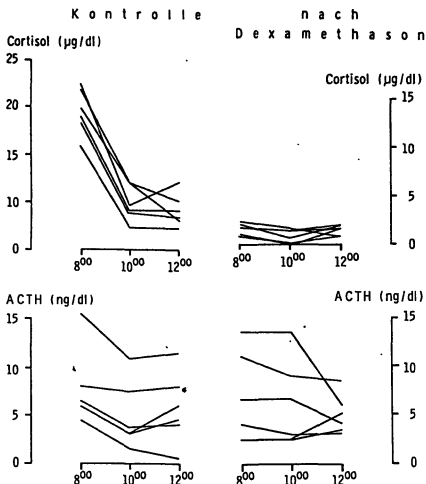 Kontrolle
nach
Dexamethason
Cortisol (µg/dl)
25
20
15
10
5
0
8⁰⁰ 10⁰⁰ 12⁰⁰
Cortisol (µg/dl)
15
10
5
0
8⁰⁰ 10⁰⁰ 12⁰⁰
ACTH (ng/dl)
15
10
5
0
8⁰⁰ 10⁰⁰ 12⁰⁰
ACTH (ng/dl)
15
10
5
0
8⁰⁰ 10⁰⁰ 12⁰⁰